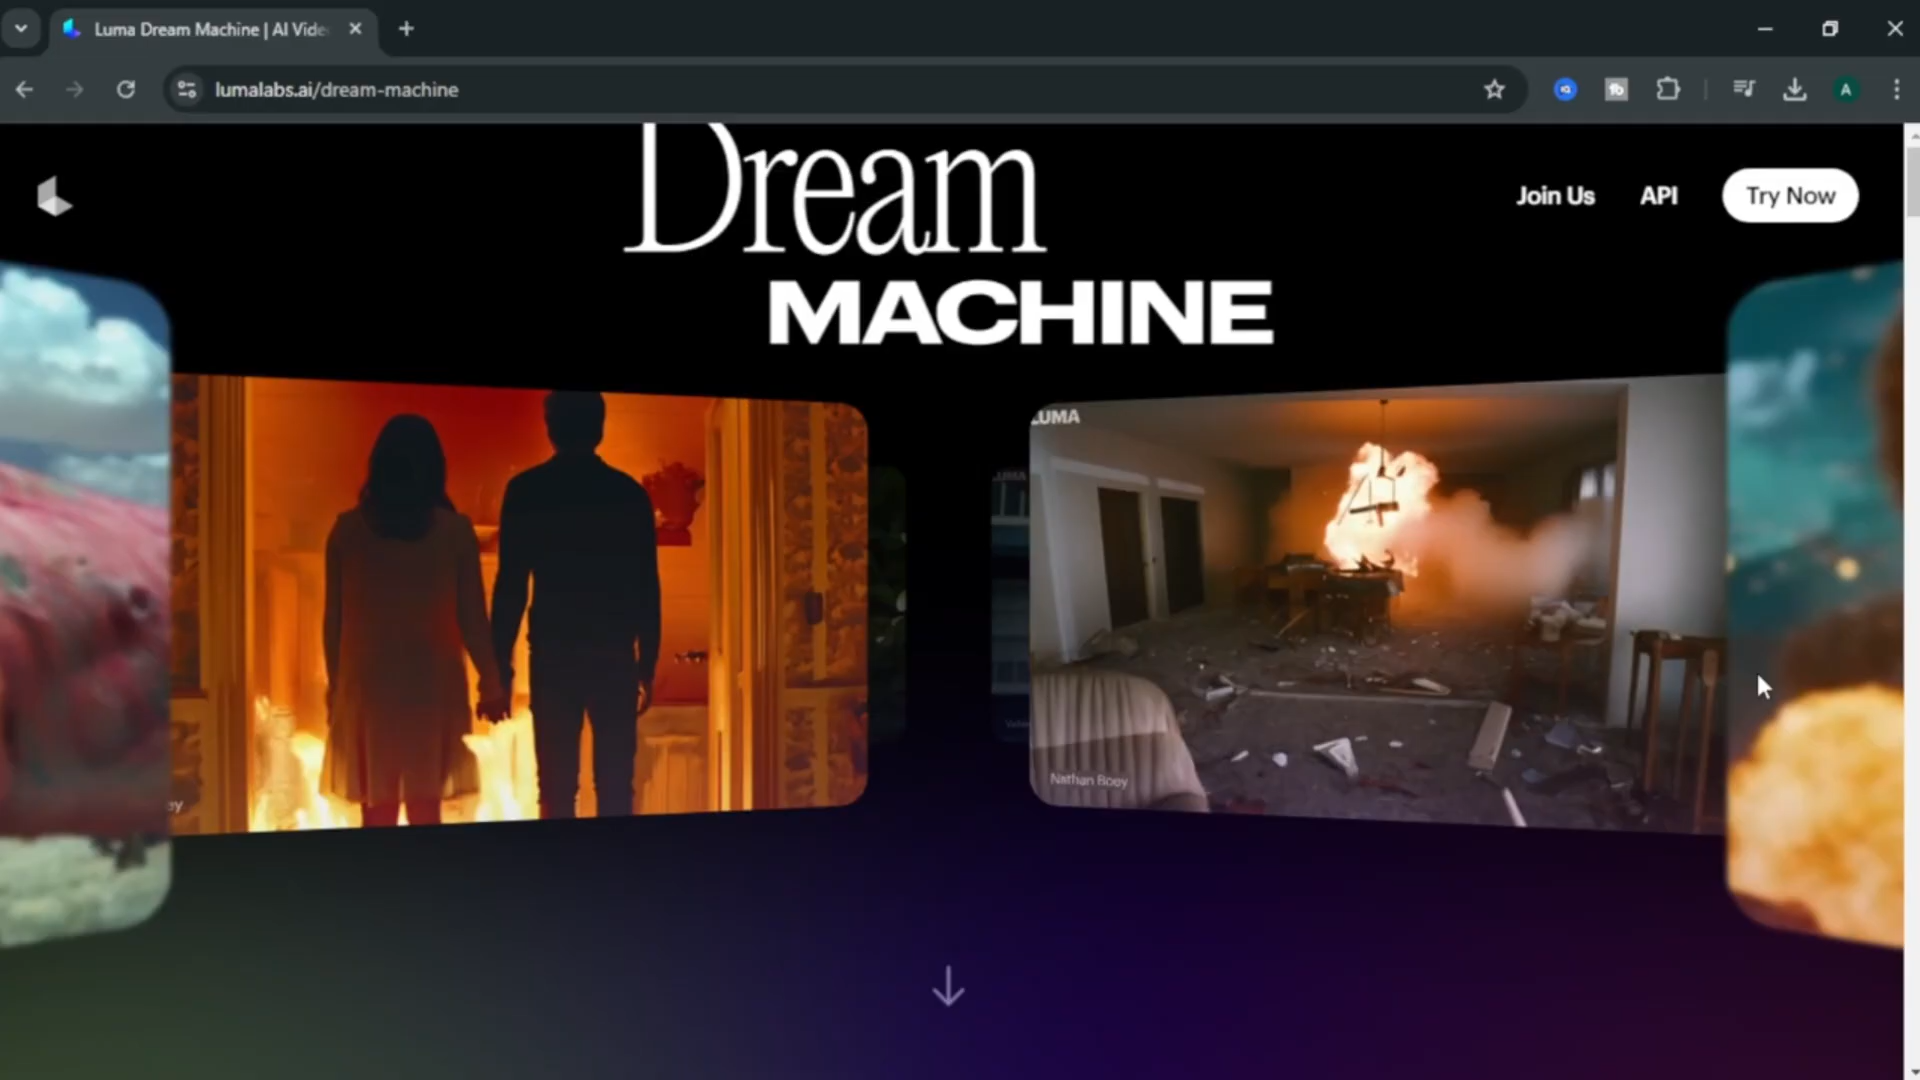 Luma Dream Machine | AI Vide
lumalabs.ai/dream-machine
A
Dream
MACHINE
Join Us
API
Try Now
LUMA
Nathan Boey
ey